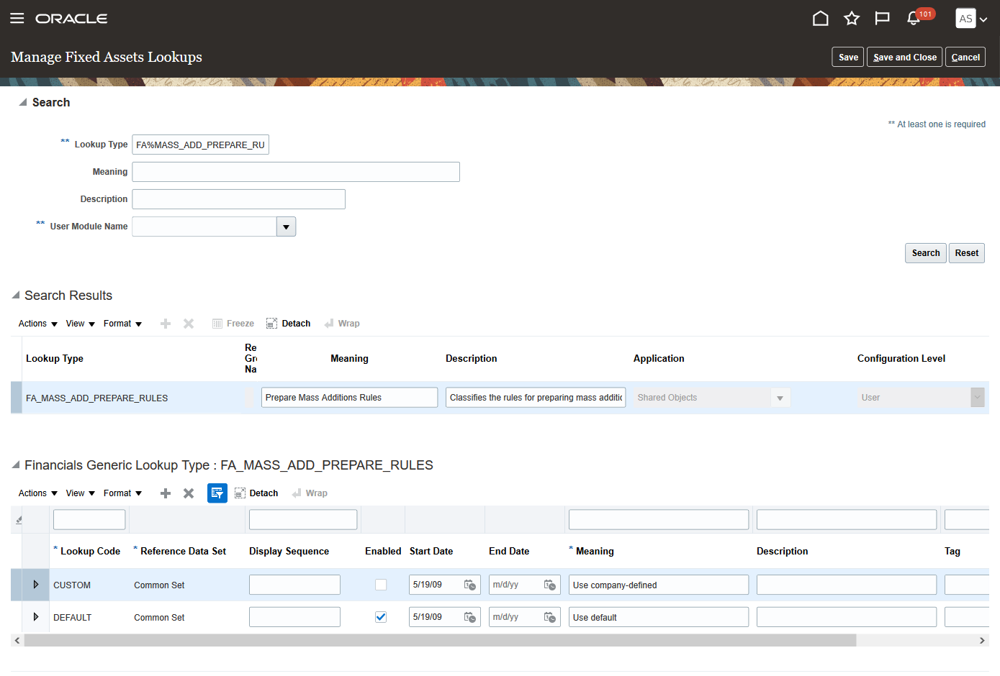 ORACLE
101
AS
Manage Fixed Assets Lookups
Save
Save and Close
Cancel
Search
** At least one is required
** Lookup Type FA%MASS_ADD_PREPARE_RU
Meaning
Description
** User Module Name
Search
Reset
Search Results
Actions View Format Freeze Detach Wrap
Lookup Type Re Gr Na Meaning Description Application Configuration Level
FA_MASS_ADD_PREPARE_RULES Prepare Mass Additions Rules Classifies the rules for preparing mass additic Shared Objects User
Financials Generic Lookup Type : FA_MASS_ADD_PREPARE_RULES
Actions View Format Detach Wrap
* Lookup Code * Reference Data Set Display Sequence Enabled Start Date End Date * Meaning Description Tag
CUSTOM Common Set 5/19/09 m/d/yy Use company-defined
DEFAULT Common Set 5/19/09 m/d/yy Use default